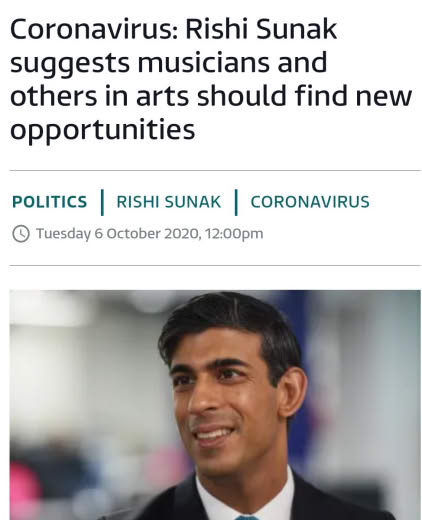 Coronavirus: Rishi Sunak
suggests musicians and
others in arts should find new
opportunities
POLITICS | RISHI SUNAK | CORONAVIRUS
Tuesday 6 October 2020, 12:00pm